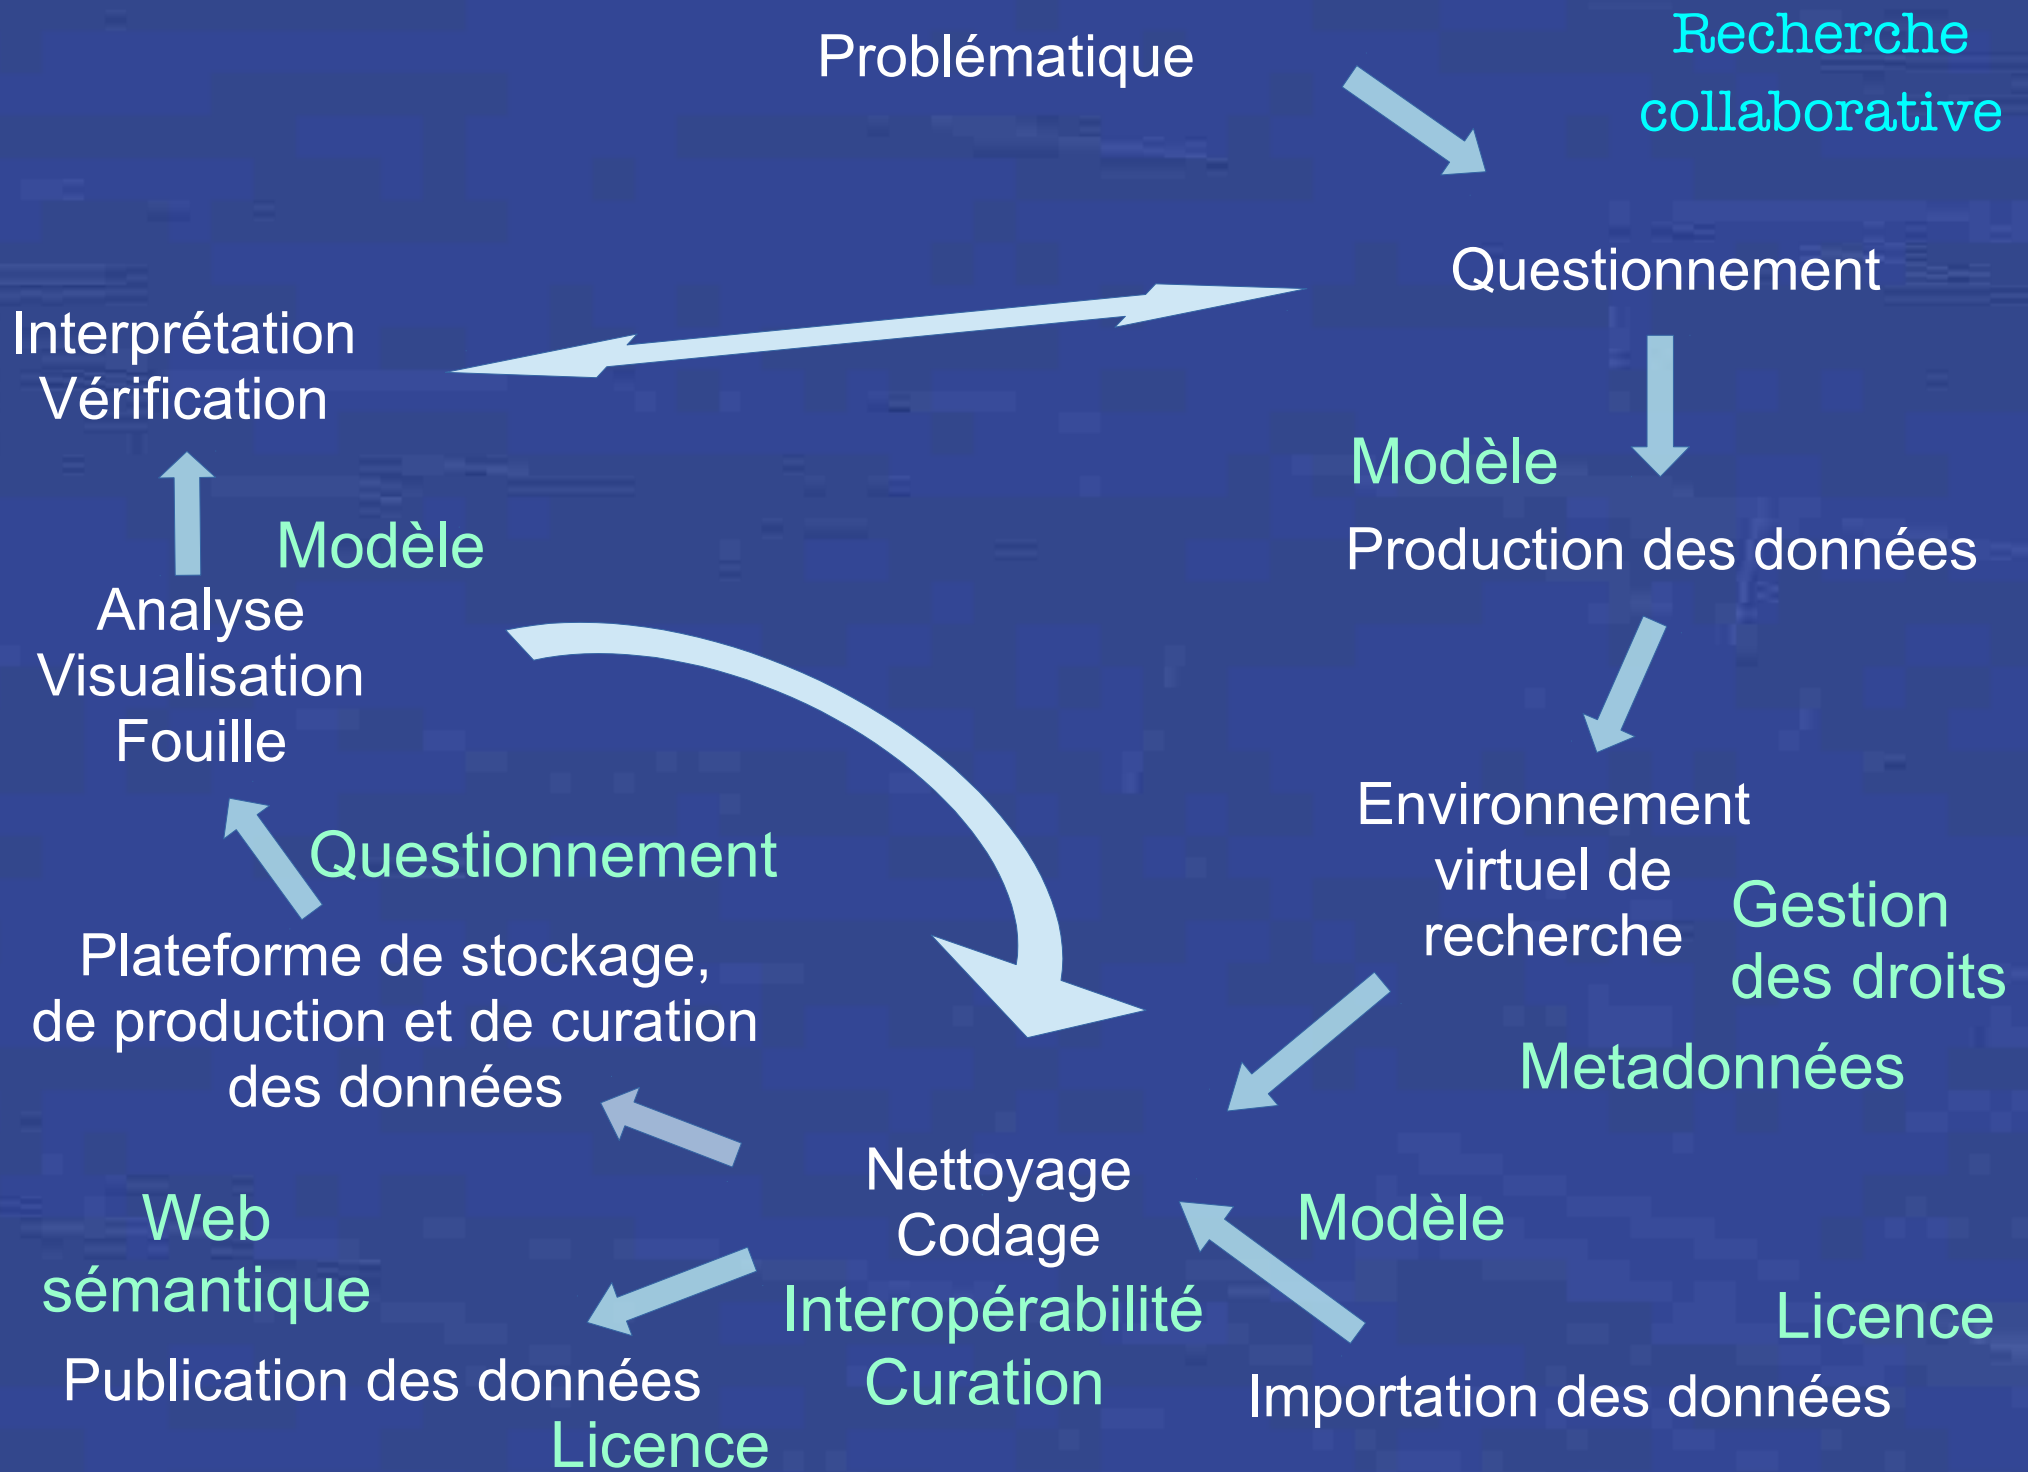 Problématique
Recherche
collaborative
Questionnement
Interprétation
Vérification
Modèle
Production des données
Modèle
Analyse
Visualisation
Fouille
Environnement
virtuel de
recherche
Gestion
des droits
Metadonnées
Questionnement
Plateforme de stockage,
de production et de curation
des données
Nettoyage
Codage
Interopérabilité
Curation
Modèle
Licence
Importation des données
Web
sémantique
Publication des données
Licence